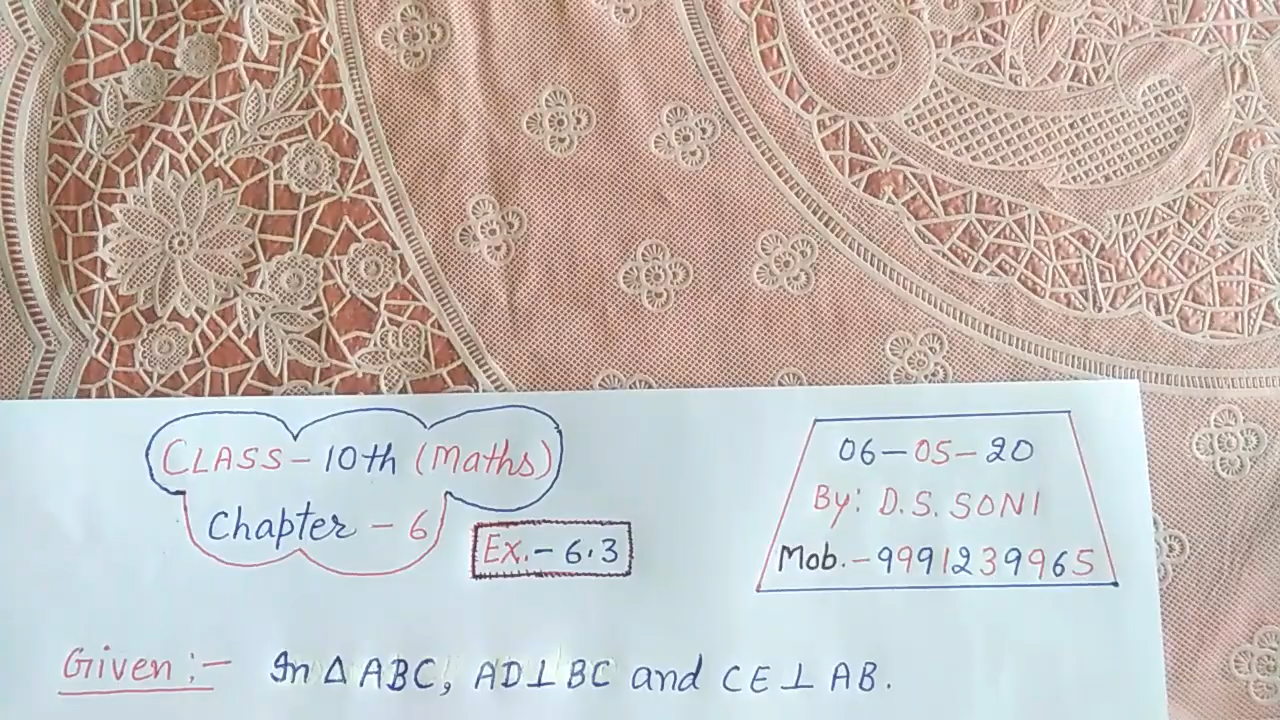 CLASS - 10th (Maths)
Chapter - 6
Ex. - 6.3
06-05-20
By: D.S. SONI
Mob.- 9991239965
Given :- In Δ ABC, AD⊥BC and CE⊥AB.